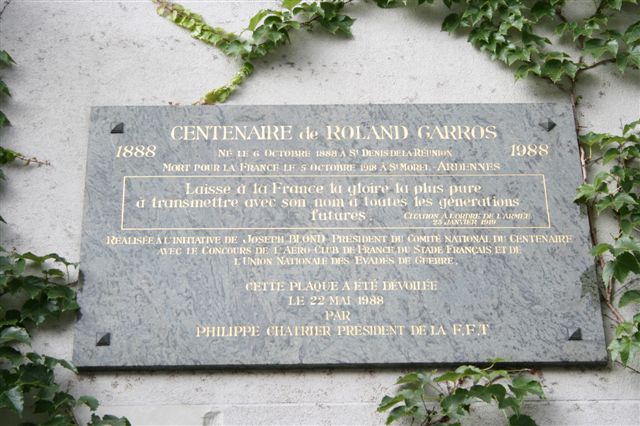 CENTENAIRE de ROLAND GARROS
1888 NÉ LE 6 OCTOBRE 1888 À ST DENIS DE LA RÉUNION 1988
MORT POUR LA FRANCE LE 5 OCTOBRE 1918 À ST MOREL - ARDENNES
Laisse à la France la gloire la plus pure
à transmettre avec son nom à toutes les générations
futures. CITATION À L'ORDRE DE L'ARMÉE
23 JANVIER 1919
RÉALISÉE À L'INITIATIVE DE JOSEPH BLOND PRÉSIDENT DU COMITÉ NATIONAL DU CENTENAIRE
AVEC LE CONCOURS DE L'AÉRO-CLUB DE FRANCE DU STADE FRANÇAIS ET DE
L'UNION NATIONALE DES ÉVADÉS DE GUERRE.
CETTE PLAQUE A ÉTÉ DÉVOILÉE
LE 22 MAI 1988
PAR
PHILIPPE CHATRIER PRÉSIDENT DE LA F.F.T